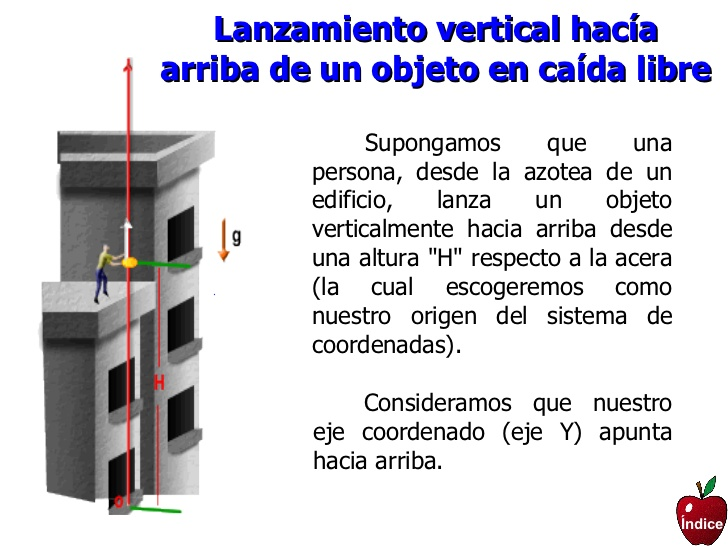 Lanzamiento vertical hacía
arriba de un objeto en caída libre
Supongamos que una
persona, desde la azotea de un
edificio, lanza un objeto
verticalmente hacia arriba desde
una altura "H" respecto a la acera
(la cual escogeremos como
nuestro origen del sistema de
coordenadas).
Consideramos que nuestro
eje coordenado (eje Y) apunta
hacia arriba.
g
H
o
Índice